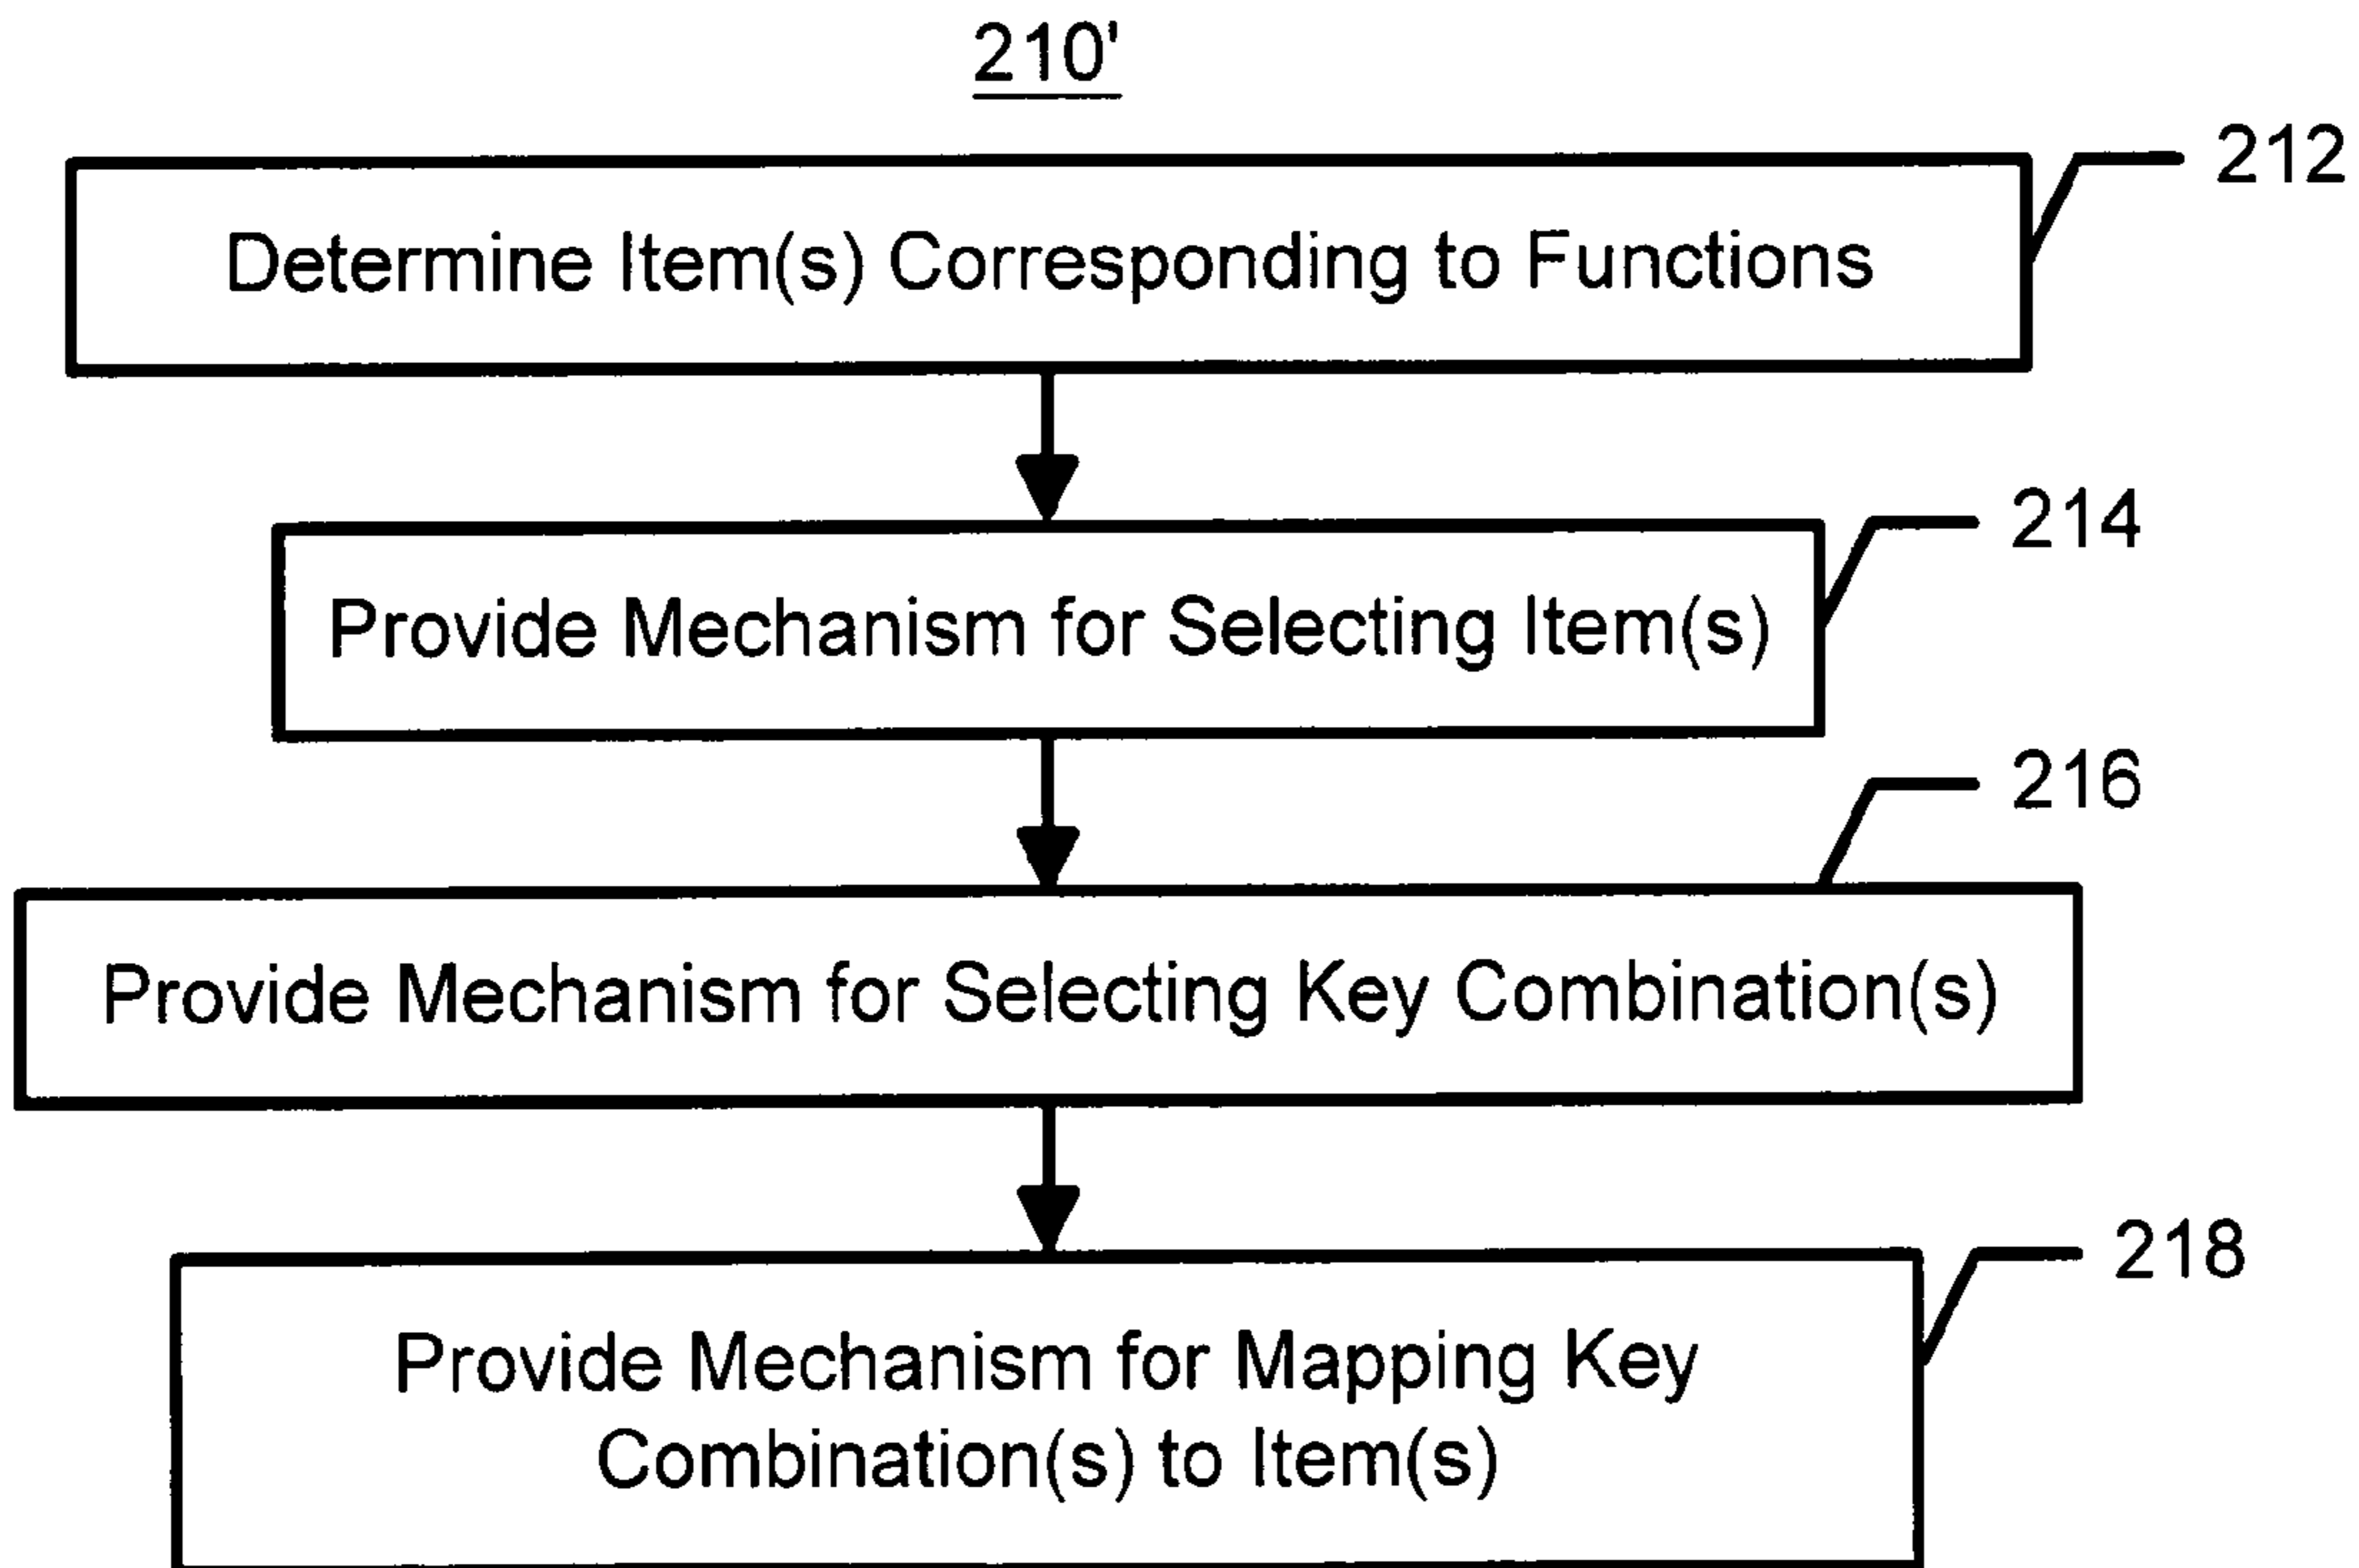 210'
212
Determine Item(s) Corresponding to Functions
214
Provide Mechanism for Selecting Item(s)
216
Provide Mechanism for Selecting Key Combination(s)
218
Provide Mechanism for Mapping Key
Combination(s) to Item(s)